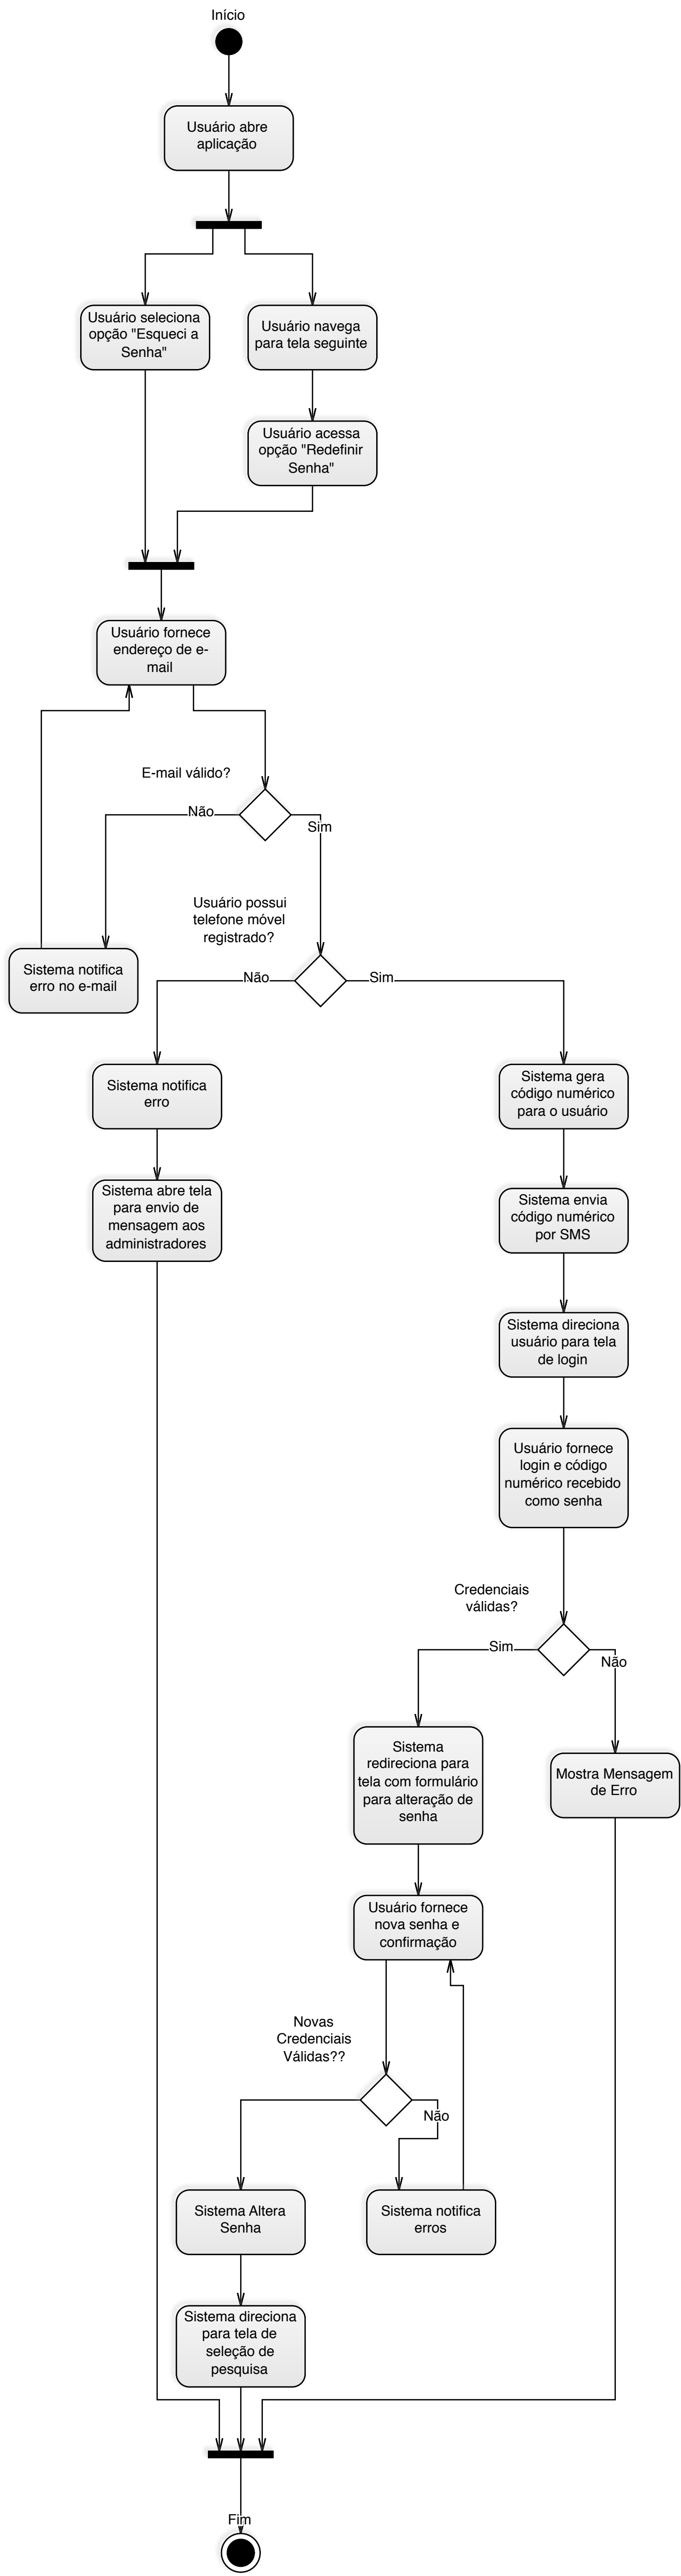 Início
Usuário abre
aplicação
Usuário seleciona
opção "Esqueci a
Senha"
Usuário navega
para tela seguinte
Usuário acessa
opção "Redefinir
Senha"
Usuário fornece
endereço de e-
mail
E-mail válido?
Não
Sim
Usuário possui
telefone móvel
registrado?
Sistema notifica
erro no e-mail
Não
Sim
Sistema notifica
erro
Sistema gera
código numérico
para o usuário
Sistema abre tela
para envio de
mensagem aos
administradores
Sistema envia
código numérico
por SMS
Sistema direciona
usuário para tela
de login
Usuário fornece
login e código
numérico recebido
como senha
Credenciais
válidas?
Sim
Não
Sistema
redireciona para
tela com formulário
para alteração de
senha
Mostra Mensagem
de Erro
Usuário fornece
nova senha e
confirmação
Novas
Credenciais
Válidas??
Não
Sistema Altera
Senha
Sistema notifica
erros
Sistema direciona
para tela de
seleção de
pesquisa
Fim